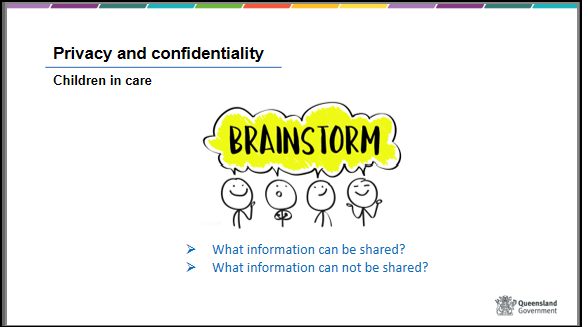 Privacy and confidentiality
Children in care
BRAINSTORM
What information can be shared?
What information can not be shared?
Queensland
Government